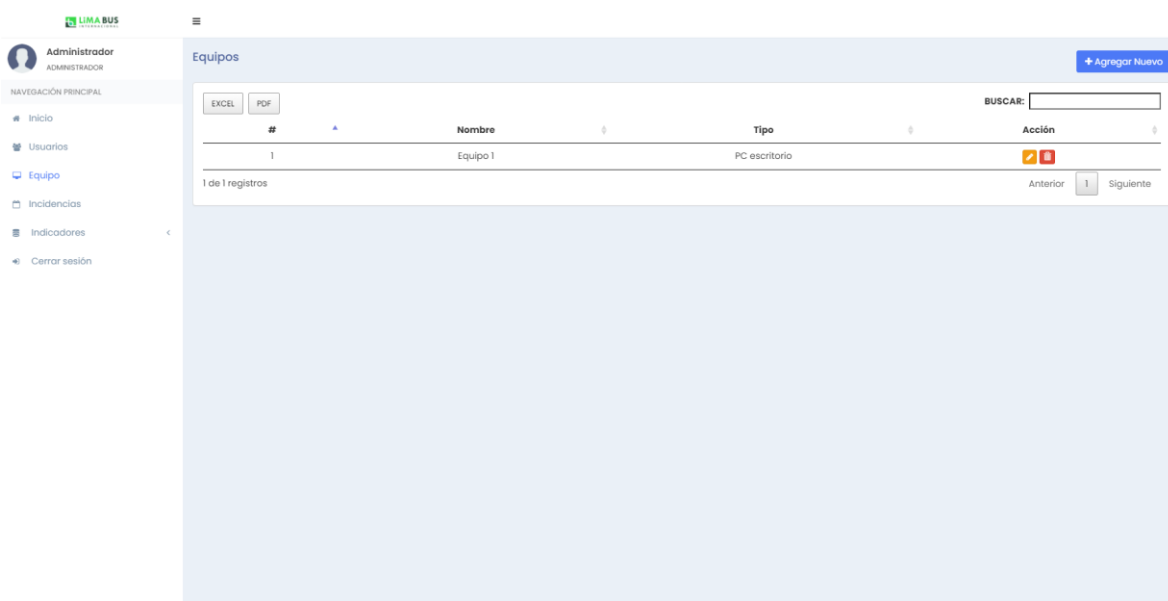 LIMA BUS
INTERNACIONAL
Administrador
ADMINISTRADOR
NAVEGACIÓN PRINCIPAL
Inicio
Usuarios
Equipo
Incidencias
Indicadores
Cerrar sesión
Equipos
+ Agregar Nuevo
EXCEL PDF
BUSCAR:
# Nombre Tipo Acción
1 Equipo 1 PC escritorio
1 de 1 registros
Anterior 1 Siguiente